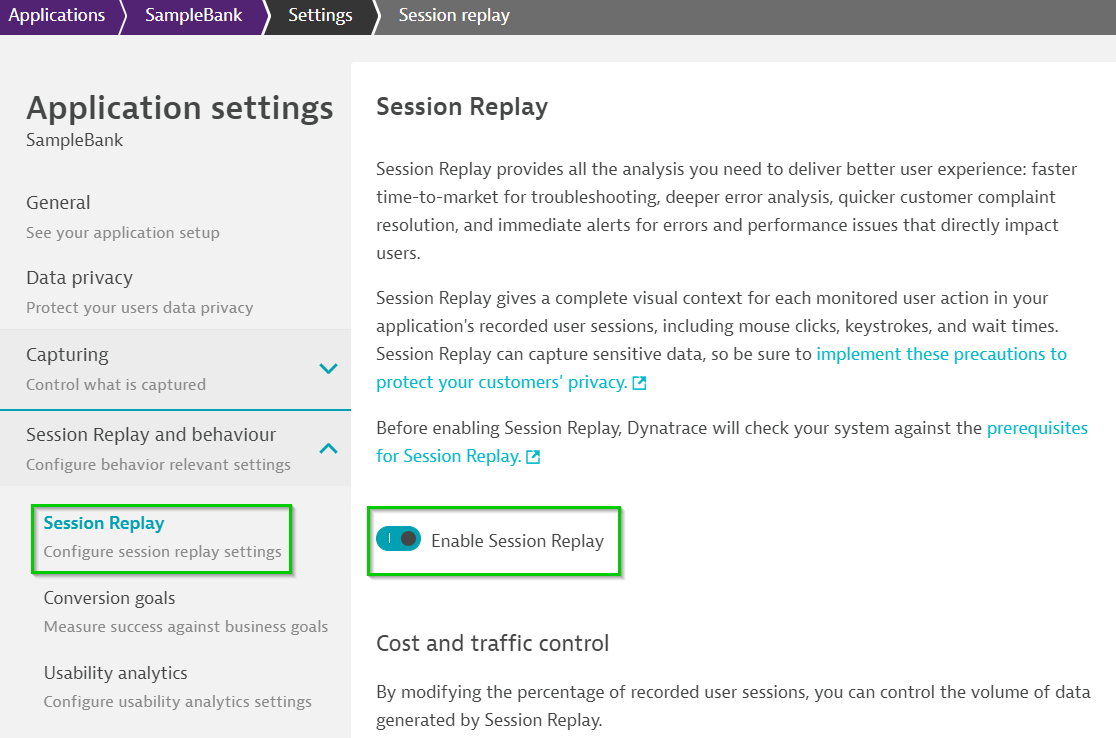 Applications
SampleBank
Settings
Session replay
Application settings
SampleBank
General
See your application setup
Data privacy
Protect your users data privacy
Capturing
Control what is captured
Session Replay and behaviour
Configure behavior relevant settings
Session Replay
Configure session replay settings
Conversion goals
Measure success against business goals
Usability analytics
Configure usability analytics settings
Session Replay
Session Replay provides all the analysis you need to deliver better user experience: faster
time-to-market for troubleshooting, deeper error analysis, quicker customer complaint
resolution, and immediate alerts for errors and performance issues that directly impact
users.
Session Replay gives a complete visual context for each monitored user action in your
application's recorded user sessions, including mouse clicks, keystrokes, and wait times.
Session Replay can capture sensitive data, so be sure to implement these precautions to
protect your customers' privacy.
Before enabling Session Replay, Dynatrace will check your system against the prerequisites
for Session Replay.
Enable Session Replay
Cost and traffic control
By modifying the percentage of recorded user sessions, you can control the volume of data
generated by Session Replay.